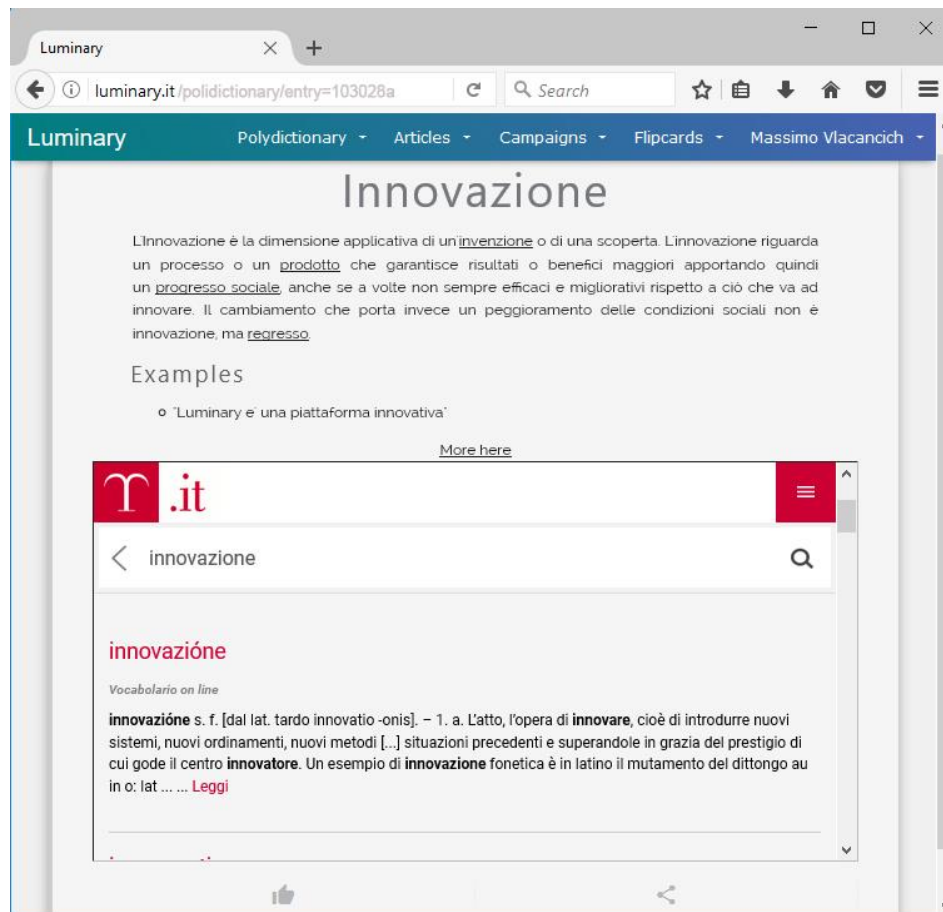 Luminary
luminary.it/polidictionary/entry=103028a
Search
Luminary Polydictionary Articles Campaigns Flipcards Massimo Vlacancich
Innovazione
L'Innovazione è la dimensione applicativa di un'invenzione o di una scoperta. L'innovazione riguarda
un processo o un prodotto che garantisce risultati o benefici maggiori apportando quindi
un progresso sociale, anche se a volte non sempre efficaci e migliorativi rispetto a ciò che va ad
innovare. Il cambiamento che porta invece un peggioramento delle condizioni sociali non è
innovazione, ma regresso.
Examples
"Luminary e' una piattaforma innovativa"
More here
.it
innovazione
innovazióne
Vocabolario on line
innovazióne s. f. [dal lat. tardo innovatio -onis]. – 1. a. L'atto, l'opera di innovare, cioè di introdurre nuovi
sistemi, nuovi ordinamenti, nuovi metodi [...] situazioni precedenti e superandole in grazia del prestigio di
cui gode il centro innovatore. Un esempio di innovazione fonetica è in latino il mutamento del dittongo au
in o: lat ... ... Leggi